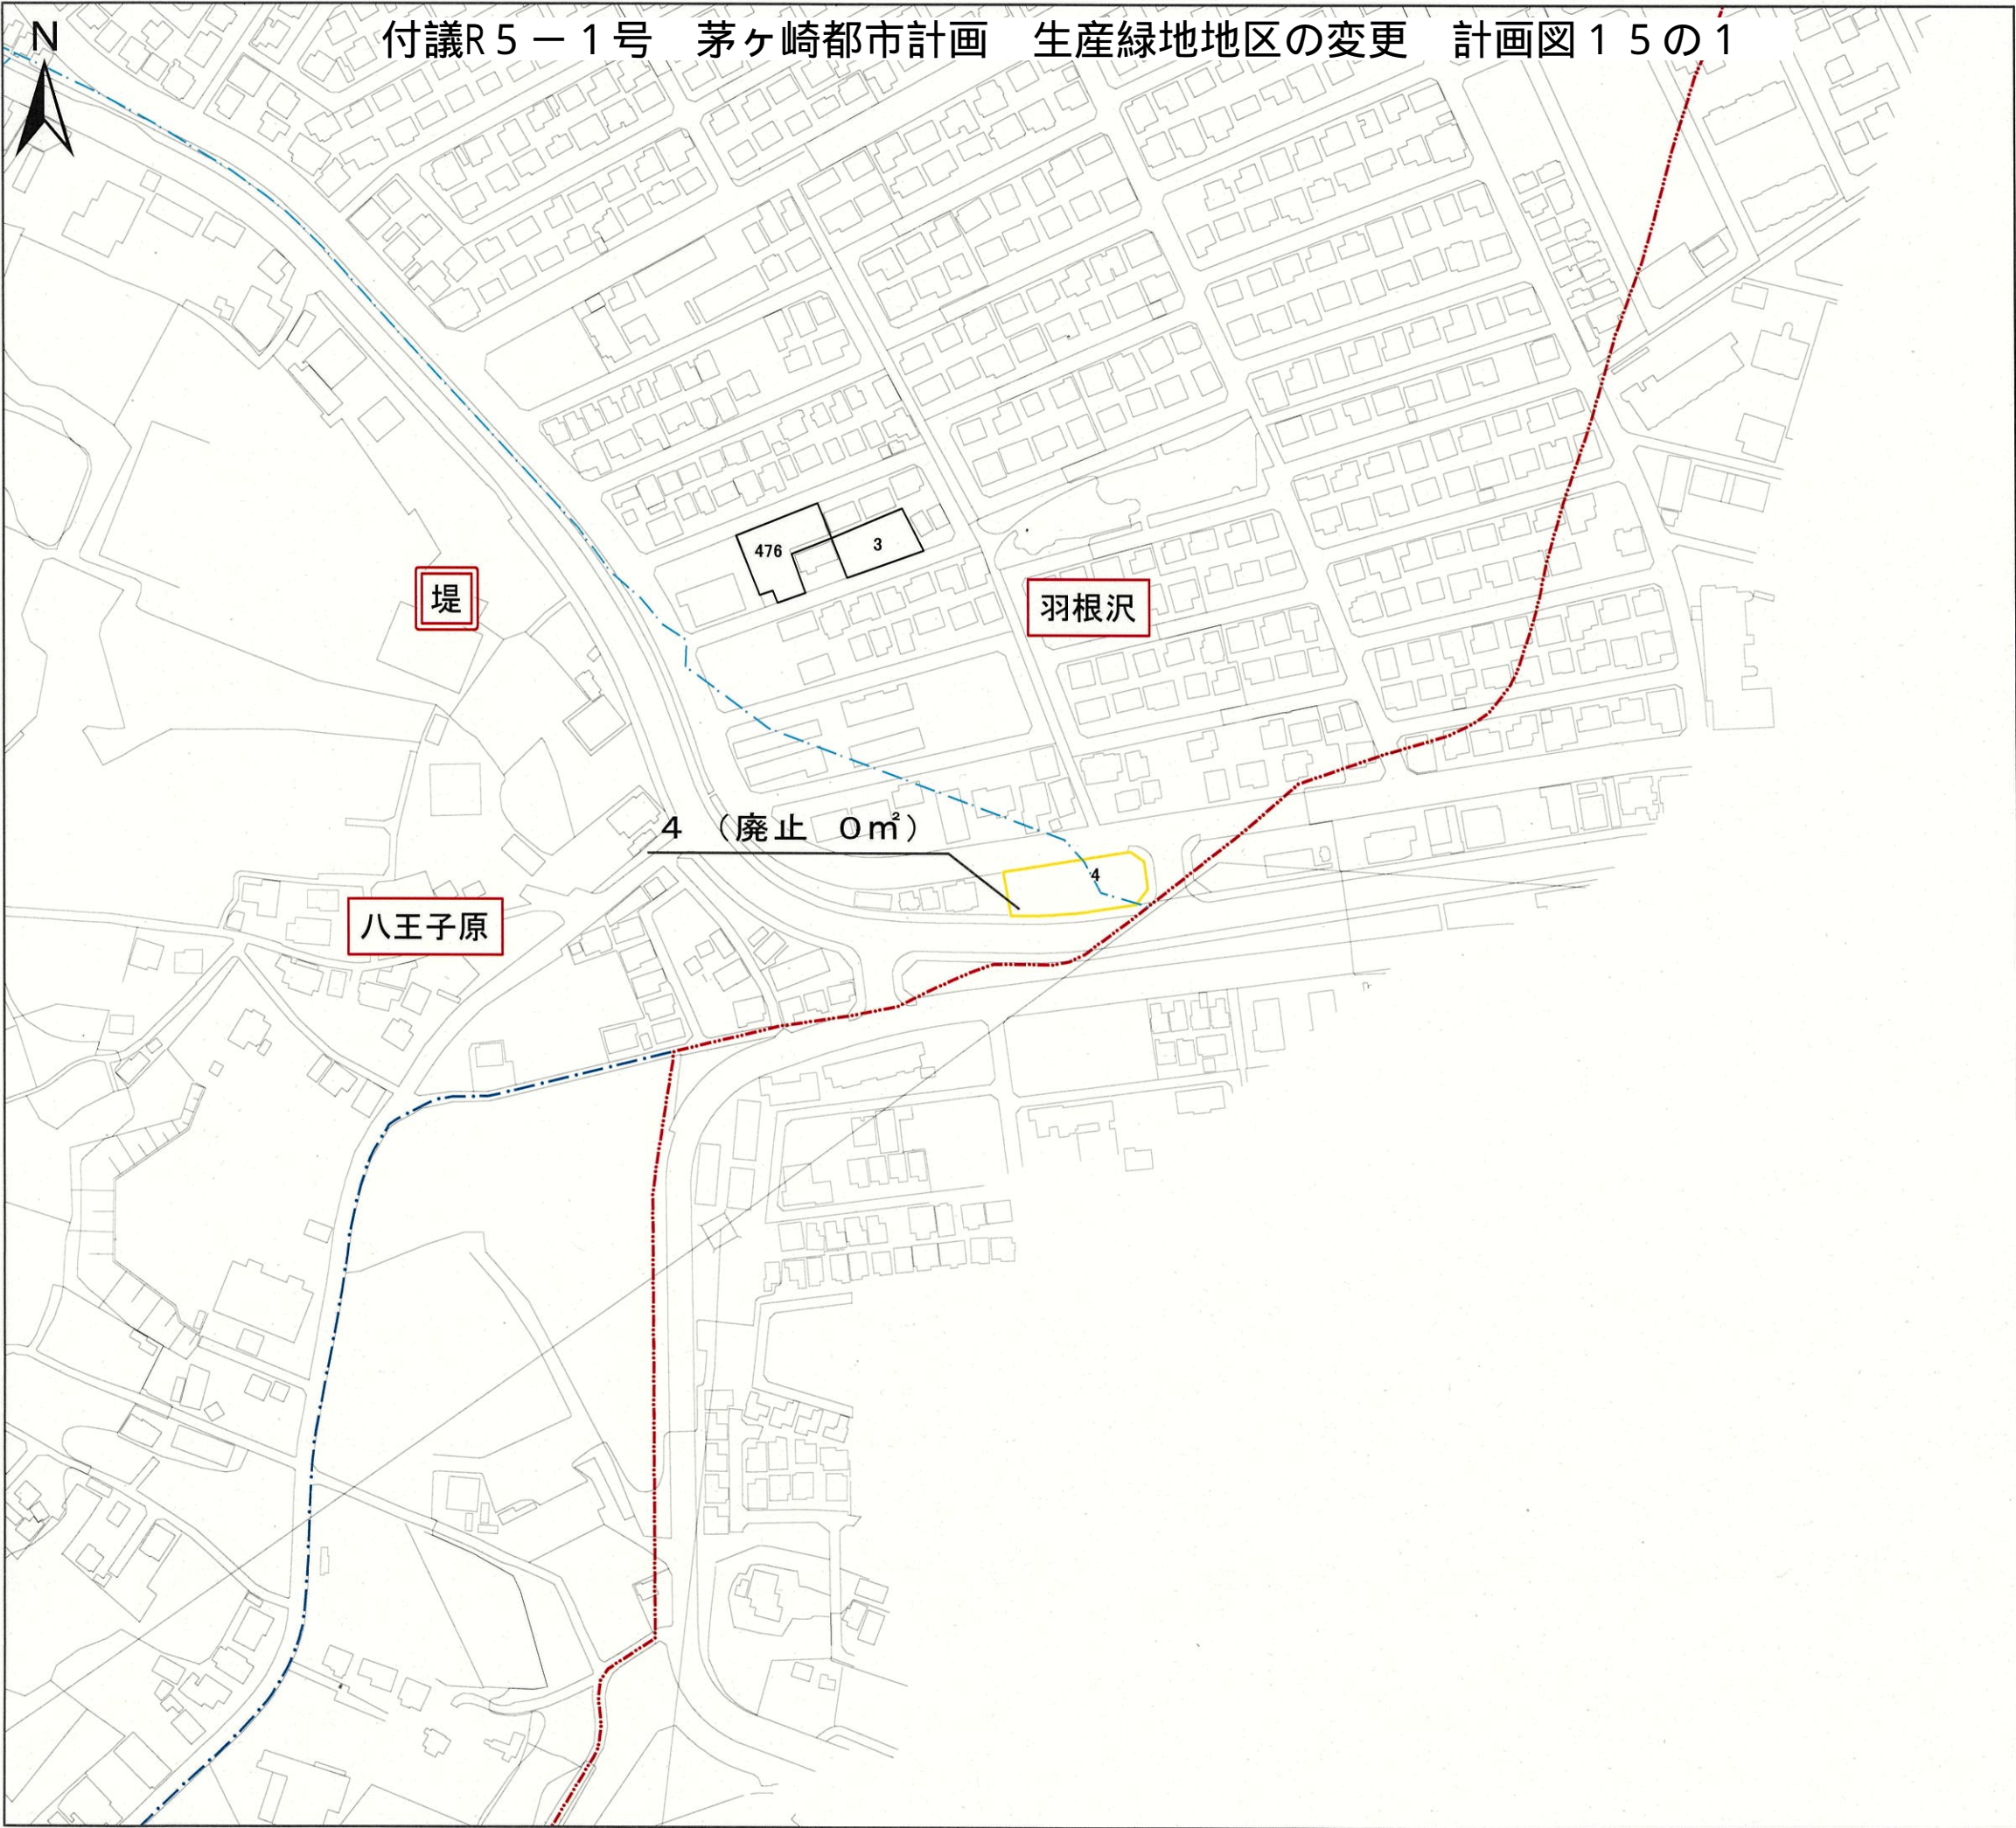 付議R5－1号　茅ヶ崎都市計画　生産緑地地区の変更　計画図15の1
N
476
3
堤
羽根沢
4　（廃止　0㎡）
4
八王子原